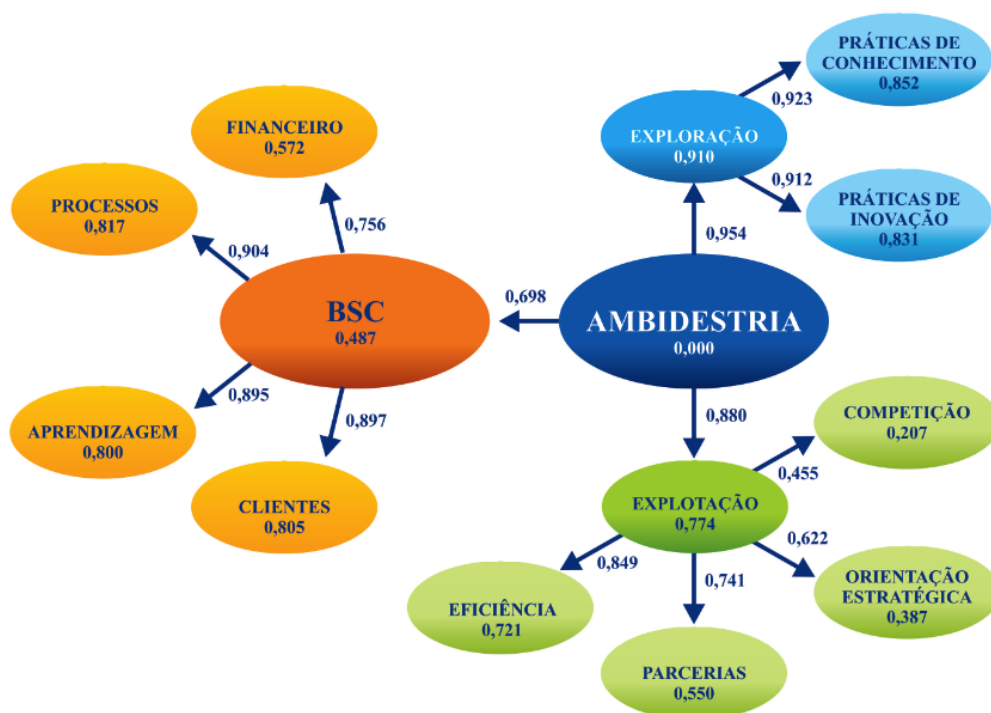 PRÁTICAS DE
CONHECIMENTO
0,852
0,923
EXPLORAÇÃO
0,910
0,912
PRÁTICAS DE
INOVAÇÃO
0,831
FINANCEIRO
0,572
PROCESSOS
0,817
0,756
0,904
0,954
BSC
0,487
0,698
AMBIDESTRIA
0,000
0,895
0,897
APRENDIZAGEM
0,800
CLIENTES
0,805
0,880
COMPETIÇÃO
0,207
0,455
EXPLOTAÇÃO
0,774
0,622
0,849
0,741
ORIENTAÇÃO
ESTRATÉGICA
0,387
EFICIÊNCIA
0,721
PARCERIAS
0,550